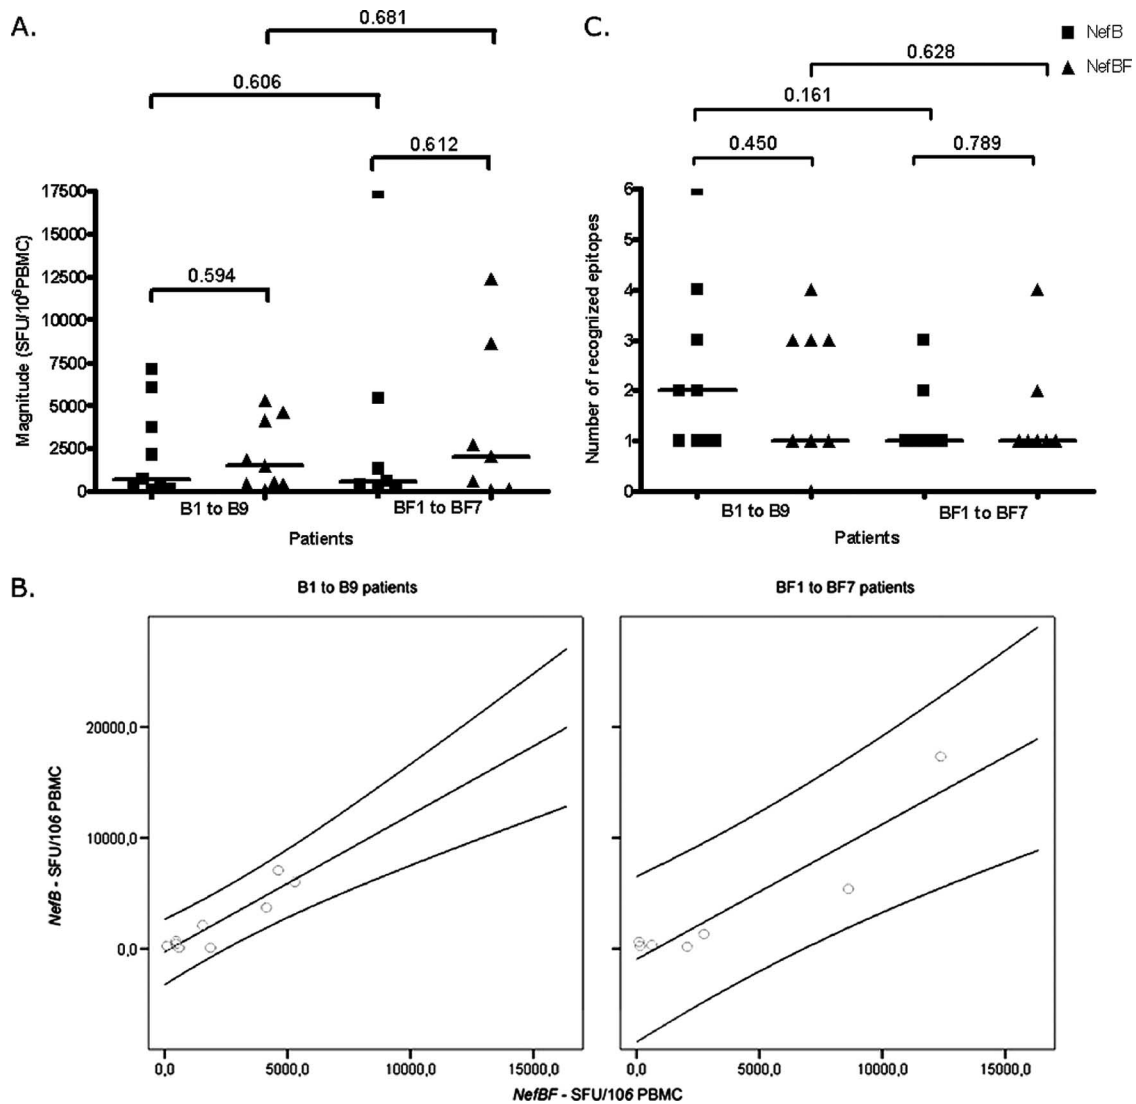 A.
0.681
0.606
0.612
0.594
17500
15000
12500
10000
7500
5000
2500
0
Magnitude (SFU/10⁶PBMC)
B1 to B9
BF1 to BF7
Patients
C.
NefB
NefBF
0.628
0.161
0.450
0.789
6
5
4
3
2
1
0
Number of recognized epitopes
B1 to B9
BF1 to BF7
Patients
B.
B1 to B9 patients
BF1 to BF7 patients
20000,0
10000,0
0,0
NefB - SFU/106 PBMC
0,0 5000,0 10000,0 15000,0
0,0 5000,0 10000,0 15000,0
NefBF - SFU/106 PBMC